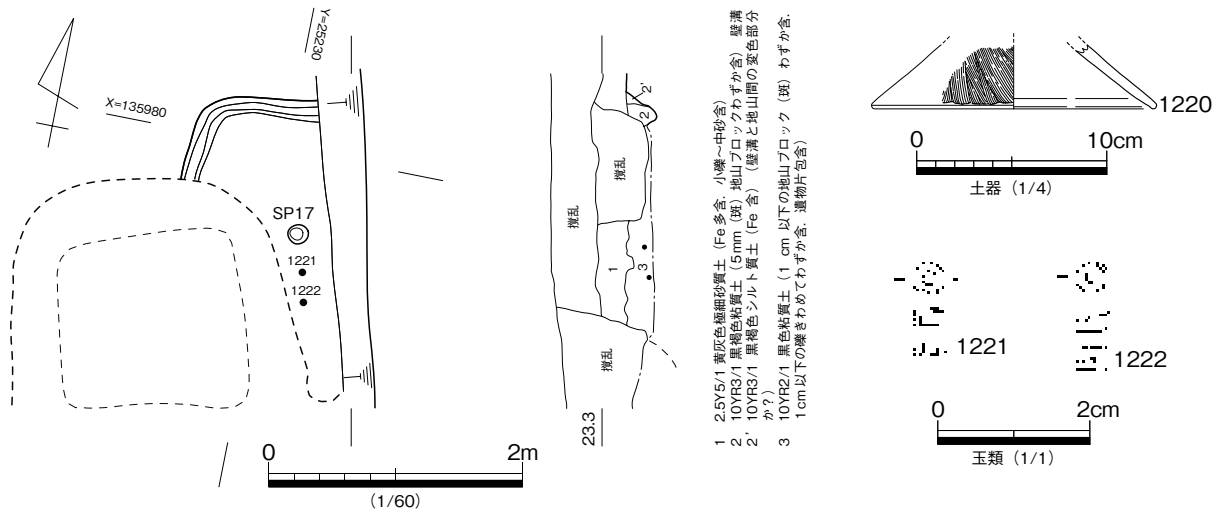 Y=25230
X=135980
SP17
1221
1222
0 2m
(1/60)
2'
2
撹乱
撹乱
1
3
撹乱
23.3
1 2.5Y5/1 黄灰色極細砂質土（Fe多含．小礫～中砂含）
2 10YR3/1 黒褐色粘質土（5mm（斑）地山ブロックわずか含） 壁溝
2' 10YR3/1 黒褐色シルト質土（Fe 含）（壁溝と地山間の変色部分
か？）
3 10YR2/1 黒色粘質土（1 cm 以下の地山ブロック（斑）わずか含．
1cm以下の礫きわめてわずか含．遺物片包含）
1220
0 10cm
土器（1/4）
1221
1222
0 2cm
玉類（1/1）